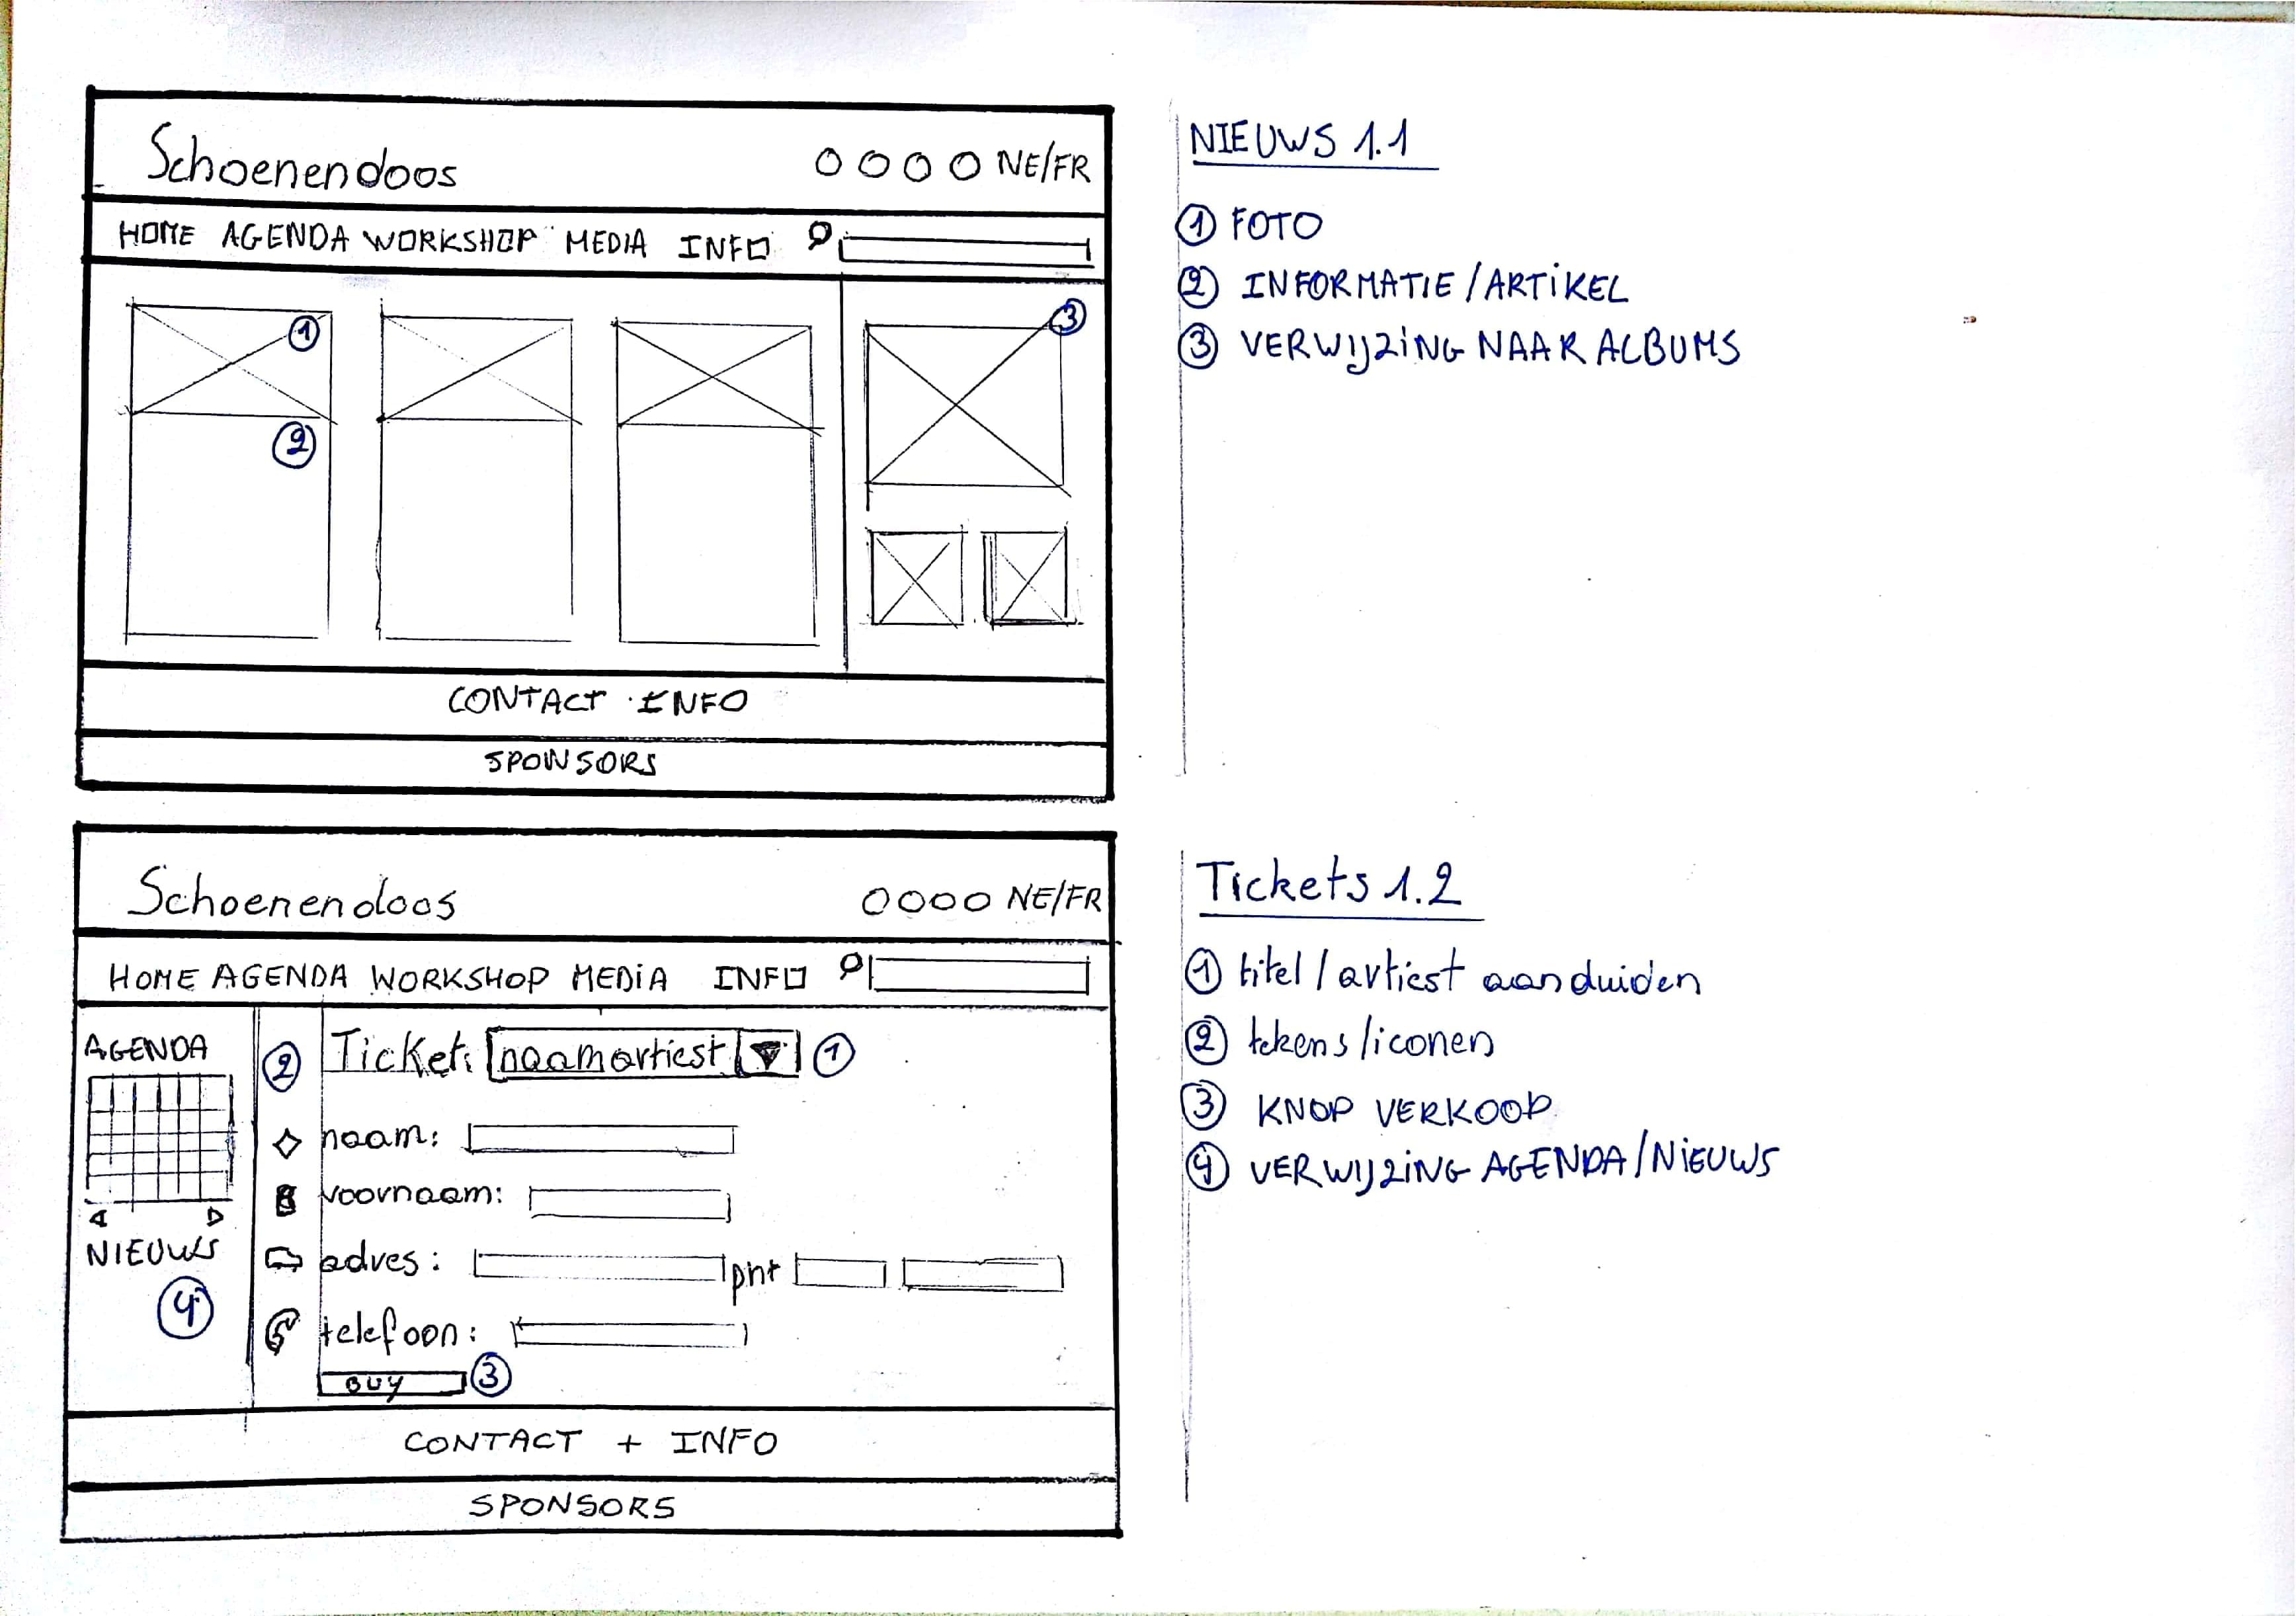 Schoenendoos NE/FR
HOME AGENDA WORKSHOP MEDIA INFO
1
2
3
CONTACT INFO
SPONSORS
NIEUWS 1.1
1 FOTO
2 INFORMATIE/ARTIKEL
3 VERWIJZING NAAR ALBUMS
Schoenendoos NE/FR
HOME AGENDA WORKSHOP MEDIA INFO
AGENDA
NIEUWS
4
2 Ticket: naam artiest 1
naam:
voornaam:
adres:
telefoon:
BUY 3
CONTACT + INFO
SPONSORS
Tickets 1.2
1 titel/artiest aanduiden
2 tekens/iconen
3 KNOP VERKOOP
4 VERWIJZING AGENDA/NIEUWS